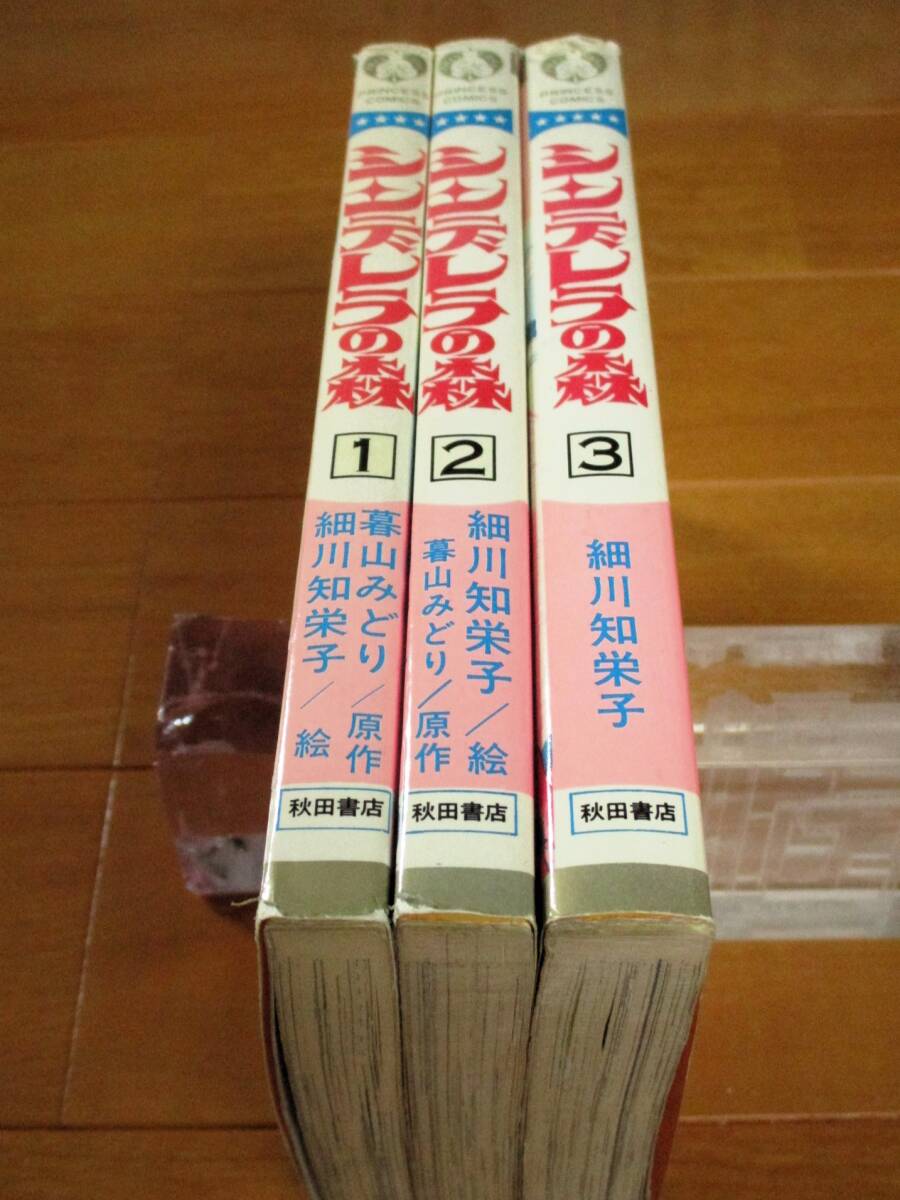 PRINCESS
COMICS
シンデレラの森
1
暮山みどり／原作
細川知栄子／絵
秋田書店
PRINCESS
COMICS
シンデレラの森
2
細川知栄子／絵
暮山みどり／原作
秋田書店
PRINCESS
COMICS
シンデレラの森
3
細川知栄子
秋田書店